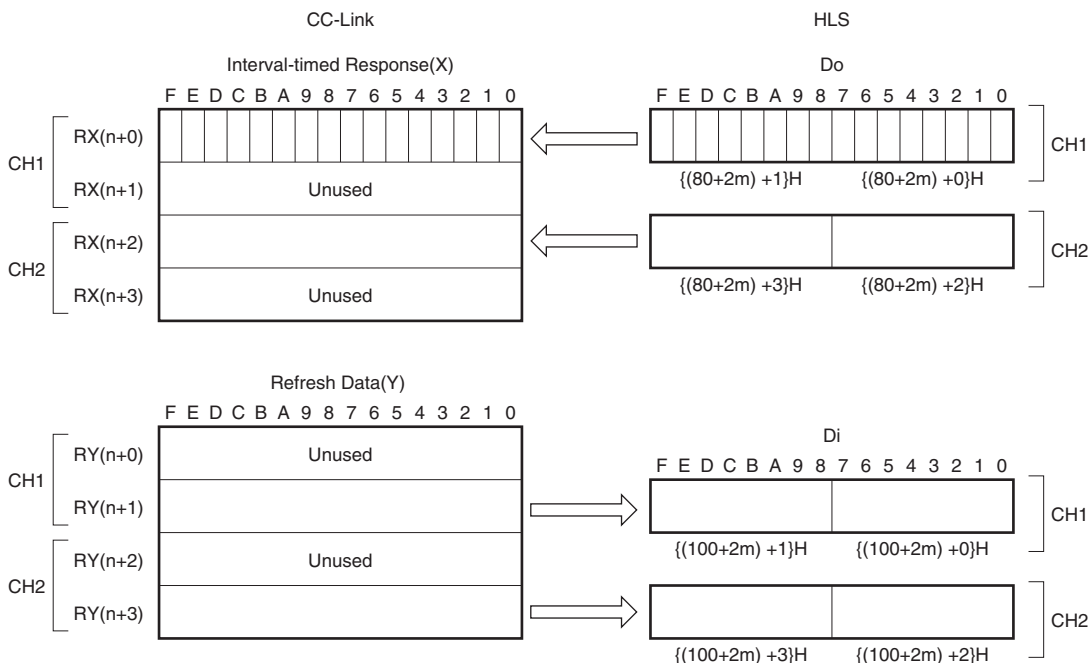 CC-Link
HLS
Interval-timed Response(X)
Do
F E D C B A 9 8 7 6 5 4 3 2 1 0
F E D C B A 9 8 7 6 5 4 3 2 1 0
CH1
RX(n+0)
CH1
{(80+2m) +1}H {(80+2m) +0}H
RX(n+1)
Unused
CH2
RX(n+2)
CH2
{(80+2m) +3}H {(80+2m) +2}H
RX(n+3)
Unused
Refresh Data(Y)
F E D C B A 9 8 7 6 5 4 3 2 1 0
Di
F E D C B A 9 8 7 6 5 4 3 2 1 0
CH1
RY(n+0)
Unused
RY(n+1)
CH1
{(100+2m) +1}H {(100+2m) +0}H
CH2
RY(n+2)
Unused
RY(n+3)
CH2
{(100+2m) +3}H {(100+2m) +2}H